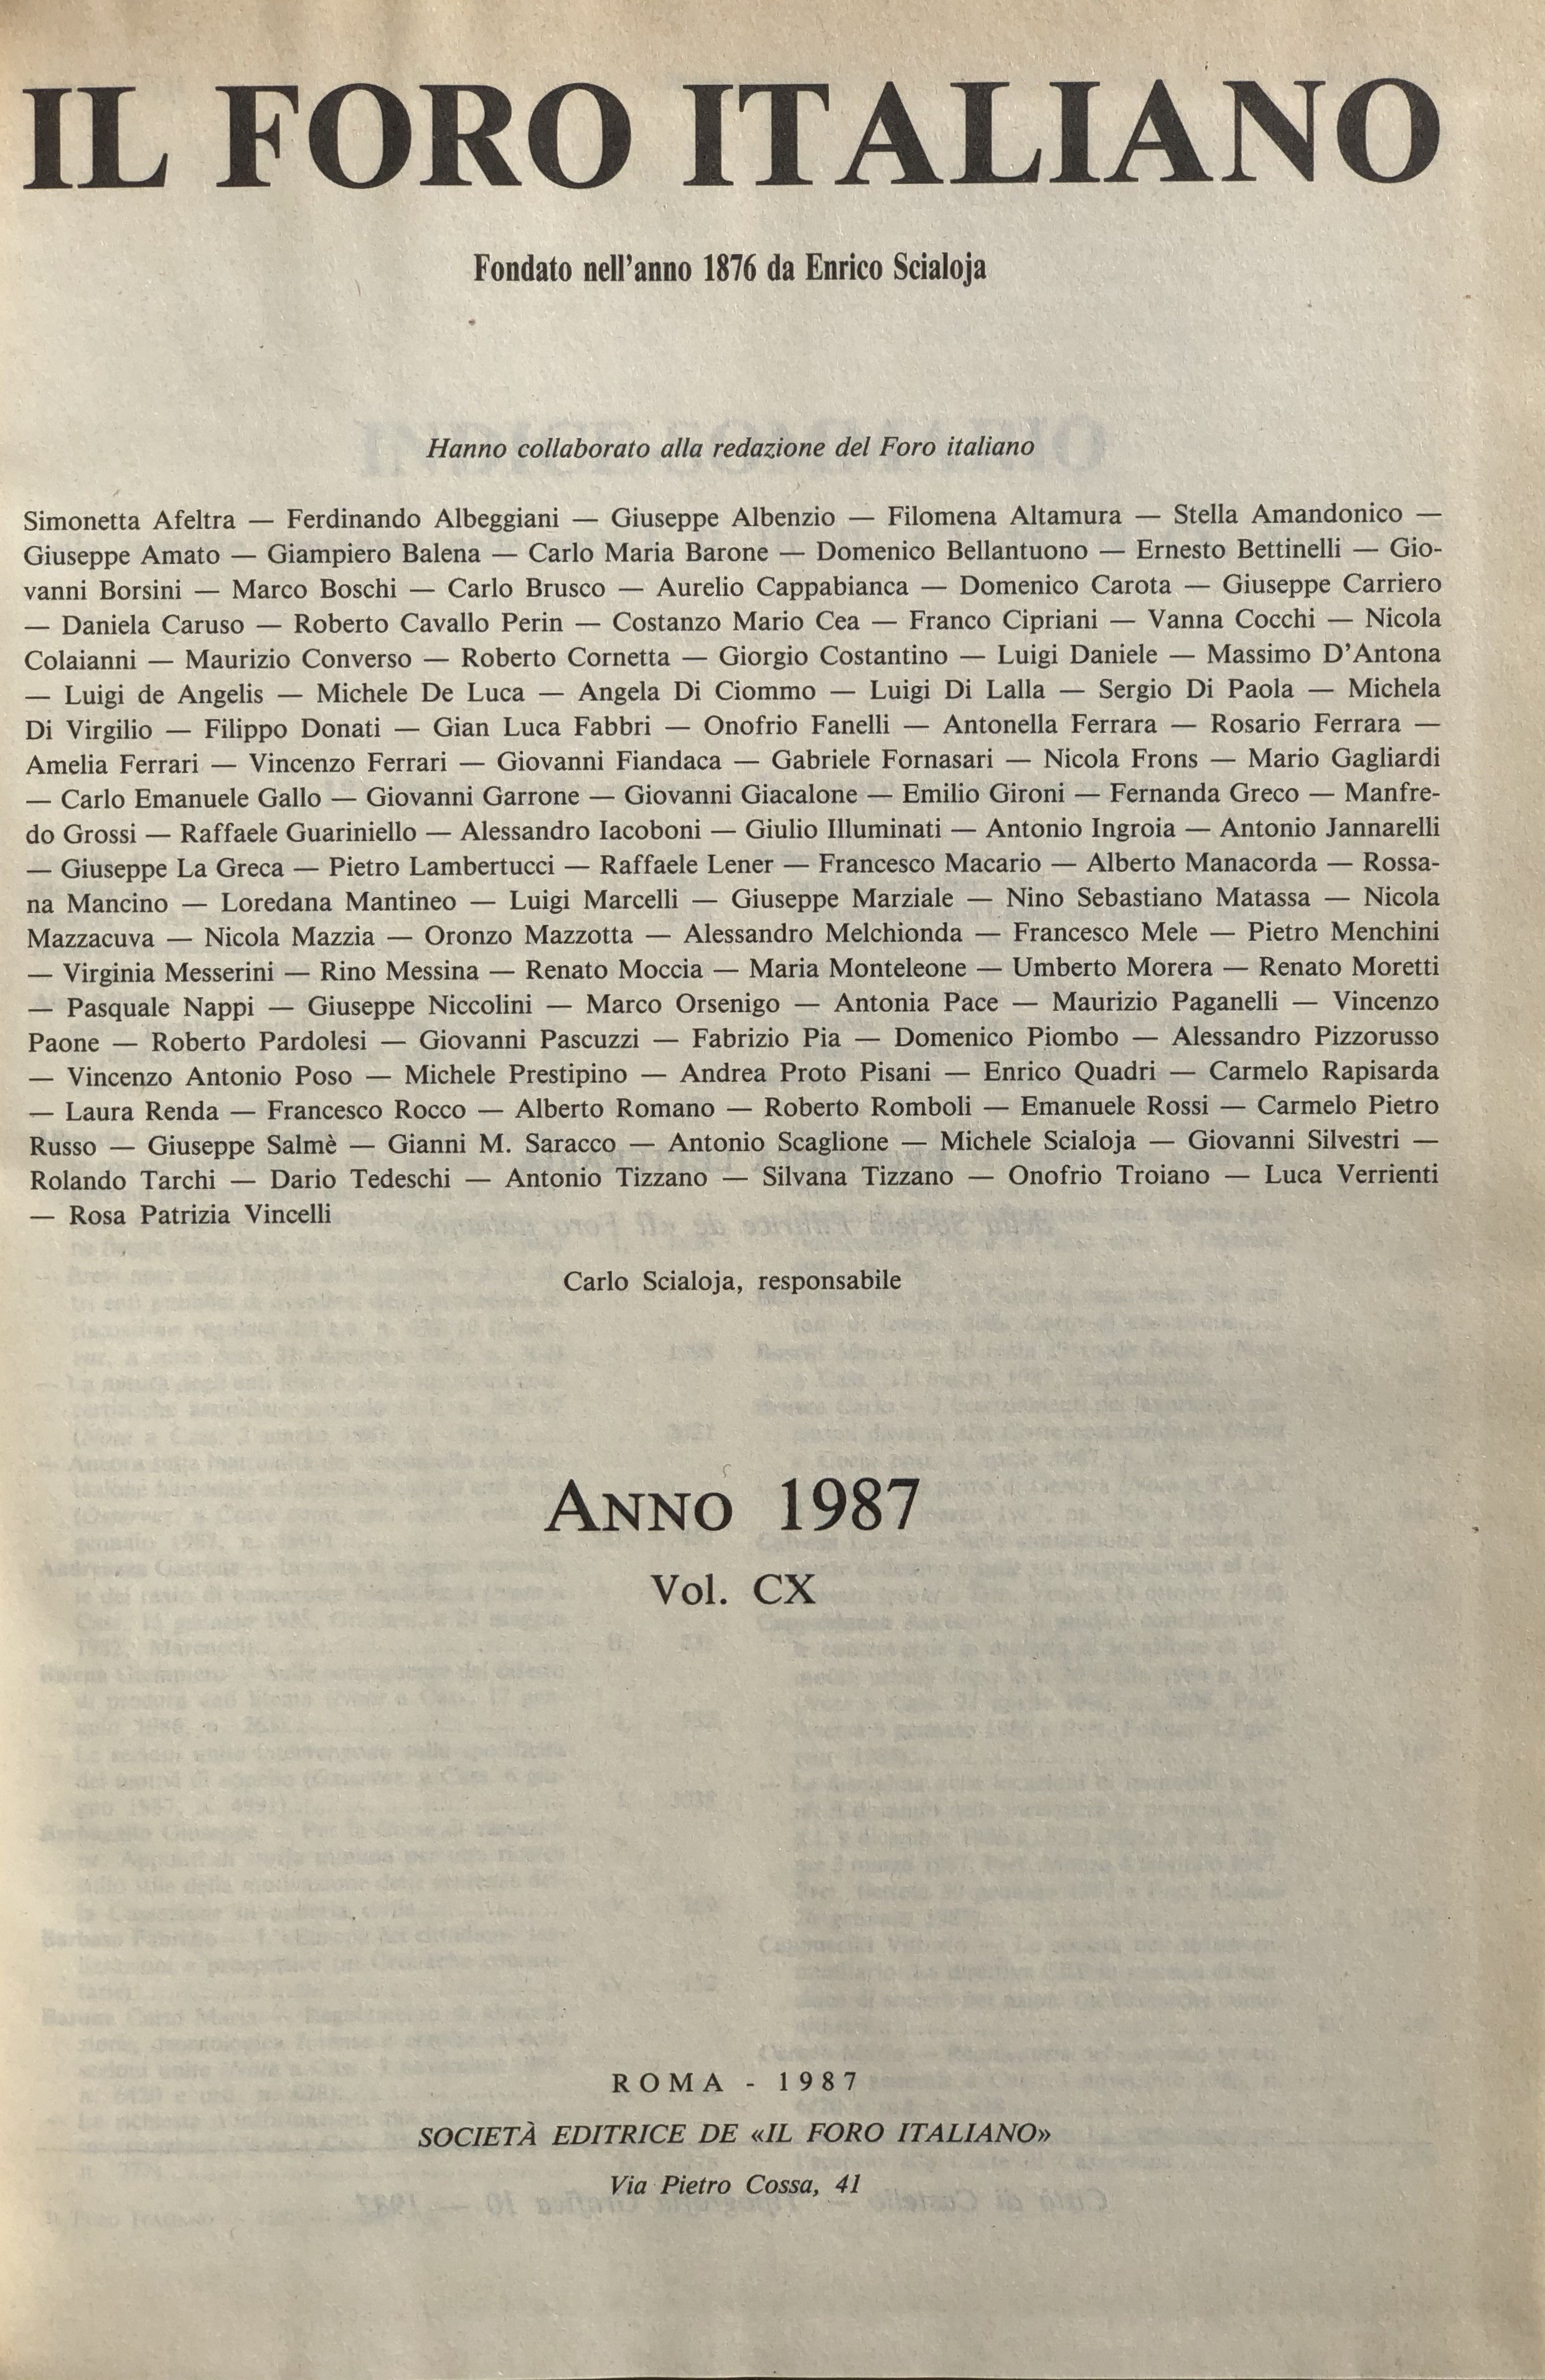 IL FORO ITALIANO
Fondato nell'anno 1876 da Enrico Scialoja
Hanno collaborato alla redazione del Foro italiano
Simonetta Afeltra — Ferdinando Albeggiani — Giuseppe Albenzio — Filomena Altamura — Stella Amandonico —
Giuseppe Amato — Giampiero Balena — Carlo Maria Barone — Domenico Bellantuono — Ernesto Bettinelli — Gio-
vanni Borsini — Marco Boschi — Carlo Brusco — Aurelio Cappabianca — Domenico Carota — Giuseppe Carriero
— Daniela Caruso — Roberto Cavallo Perin — Costanzo Mario Cea — Franco Cipriani — Vanna Cocchi — Nicola
Colaianni — Maurizio Converso — Roberto Cornetta — Giorgio Costantino — Luigi Daniele — Massimo D'Antona
— Luigi de Angelis — Michele De Luca — Angela Di Ciommo — Luigi Di Lalla — Sergio Di Paola — Michela
Di Virgilio — Filippo Donati — Gian Luca Fabbri — Onofrio Fanelli — Antonella Ferrara — Rosario Ferrara —
Amelia Ferrari — Vincenzo Ferrari — Giovanni Fiandaca — Gabriele Fornasari — Nicola Frons — Mario Gagliardi
— Carlo Emanuele Gallo — Giovanni Garrone — Giovanni Giacalone — Emilio Gironi — Fernanda Greco — Manfre-
do Grossi — Raffaele Guariniello — Alessandro Iacoboni — Giulio Illuminati — Antonio Ingroia — Antonio Jannarelli
— Giuseppe La Greca — Pietro Lambertucci — Raffaele Lener — Francesco Macario — Alberto Manacorda — Rossa-
na Mancino — Loredana Mantineo — Luigi Marcelli — Giuseppe Marziale — Nino Sebastiano Matassa — Nicola
Mazzacuva — Nicola Mazzia — Oronzo Mazzotta — Alessandro Melchionda — Francesco Mele — Pietro Menchini
— Virginia Messerini — Rino Messina — Renato Moccia — Maria Monteleone — Umberto Morera — Renato Moretti
— Pasquale Nappi — Giuseppe Niccolini — Marco Orsenigo — Antonia Pace — Maurizio Paganelli — Vincenzo
Paone — Roberto Pardolesi — Giovanni Pascuzzi — Fabrizio Pia — Domenico Piombo — Alessandro Pizzorusso
— Vincenzo Antonio Poso — Michele Prestipino — Andrea Proto Pisani — Enrico Quadri — Carmelo Rapisarda
— Laura Renda — Francesco Rocco — Alberto Romano — Roberto Romboli — Emanuele Rossi — Carmelo Pietro
Russo — Giuseppe Salmè — Gianni M. Saracco — Antonio Scaglione — Michele Scialoja — Giovanni Silvestri —
Rolando Tarchi — Dario Tedeschi — Antonio Tizzano — Silvana Tizzano — Onofrio Troiano — Luca Verrienti
— Rosa Patrizia Vincelli
Carlo Scialoja, responsabile
ANNO 1987
Vol. CX
ROMA - 1987
SOCIETÀ EDITRICE DE «IL FORO ITALIANO»
Via Pietro Cossa, 41